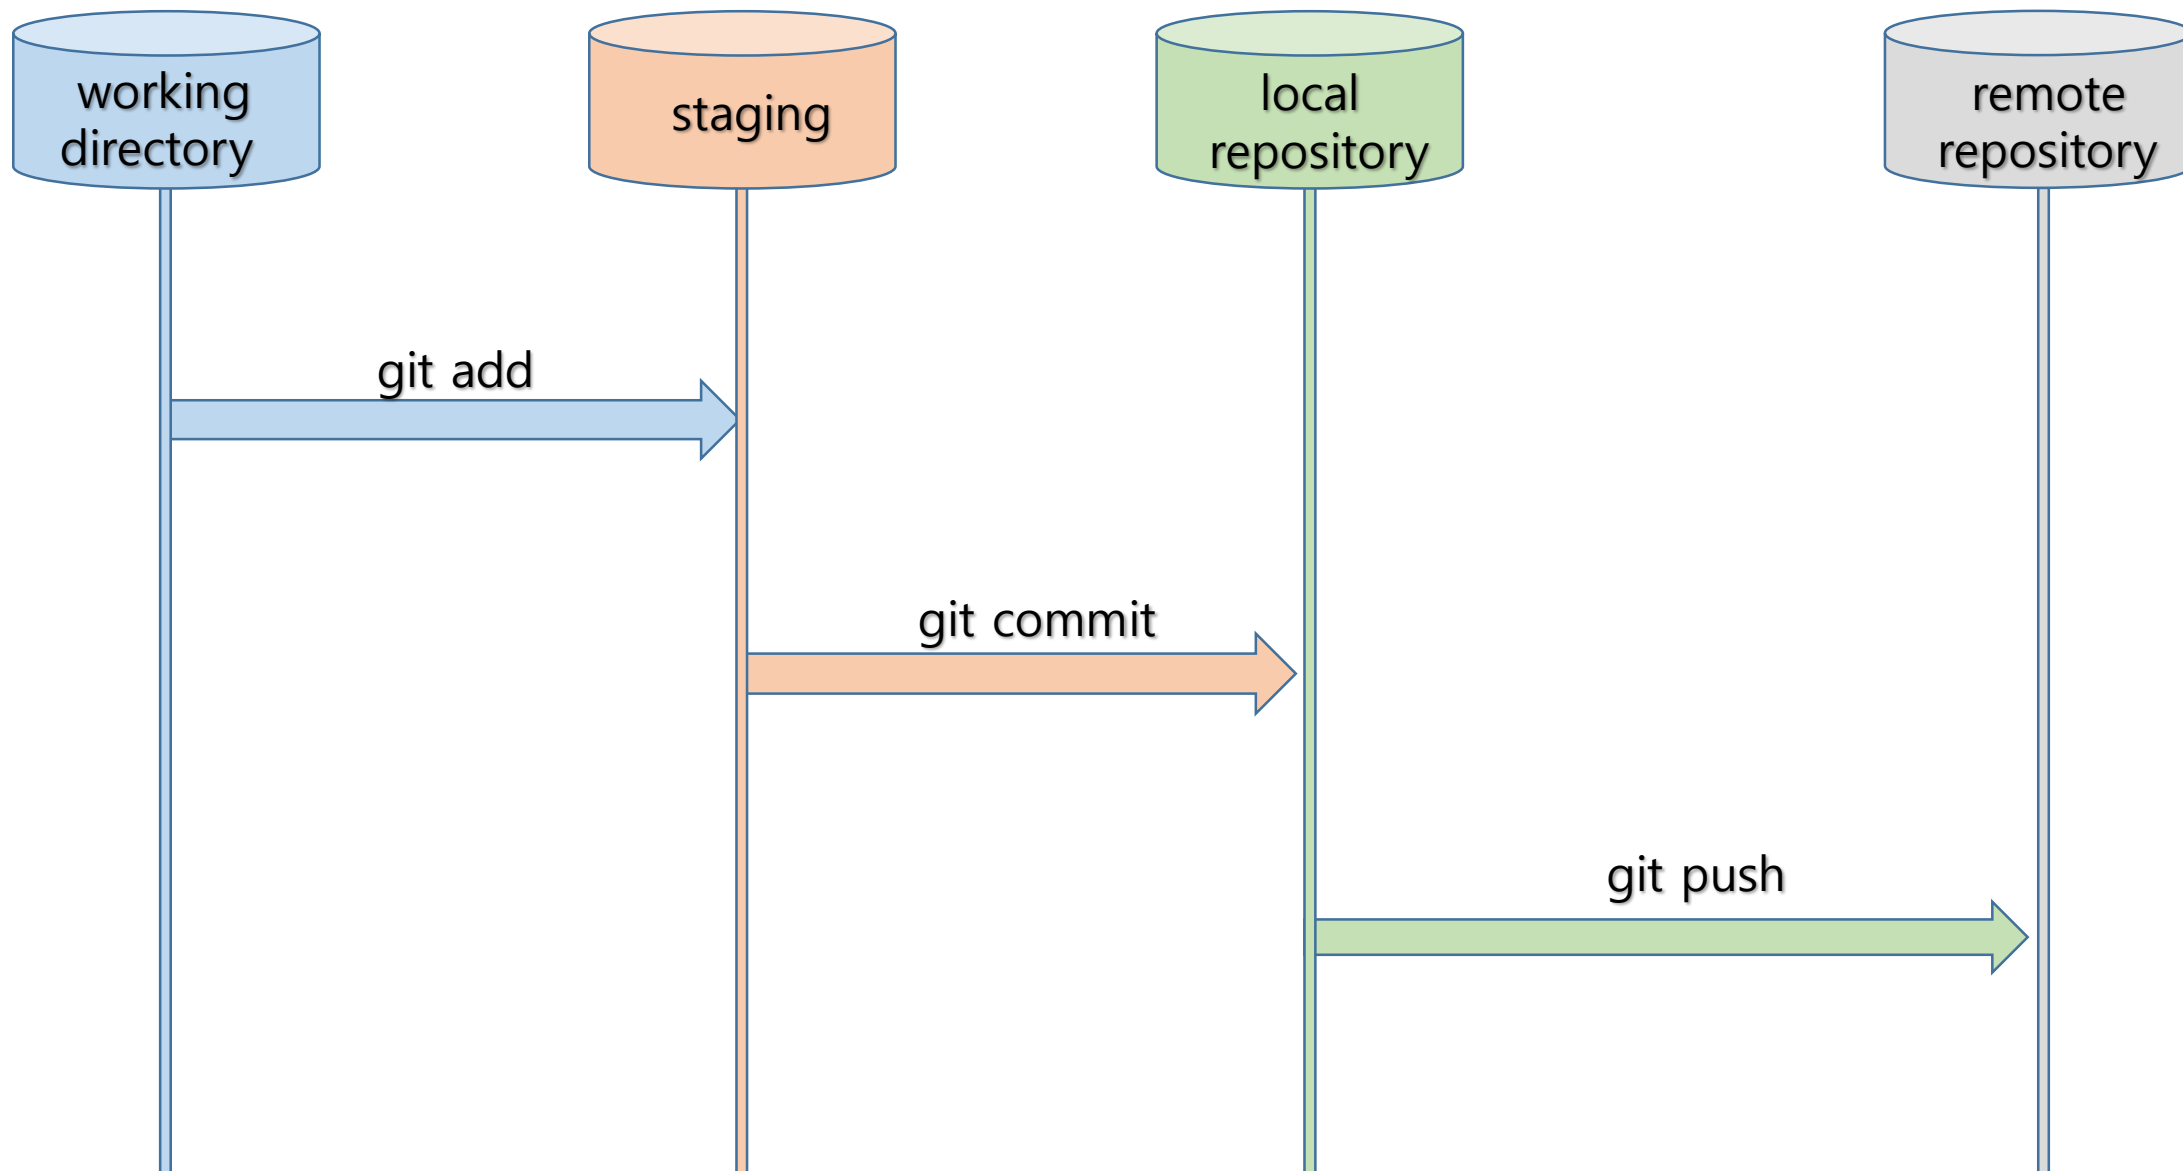 working
directory
staging
local
repository
remote
repository
git add
git commit
git push